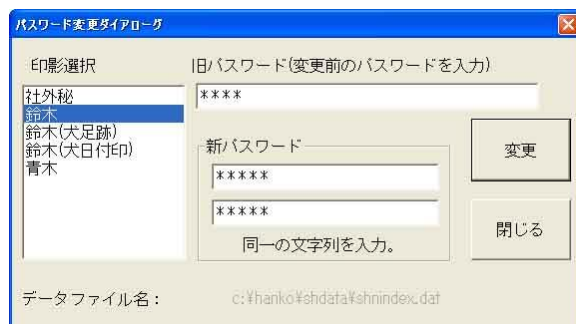 パスワード変更ダイアローグ
印影選択
旧パスワード(変更前のパスワードを入力)
社外秘
鈴木
鈴木(犬足跡)
鈴木(犬日付印)
青木
****
新パスワード
*****
*****
同一の文字列を入力。
変更
閉じる
データファイル名：
c:¥hanko¥shdata¥shnindex.dat